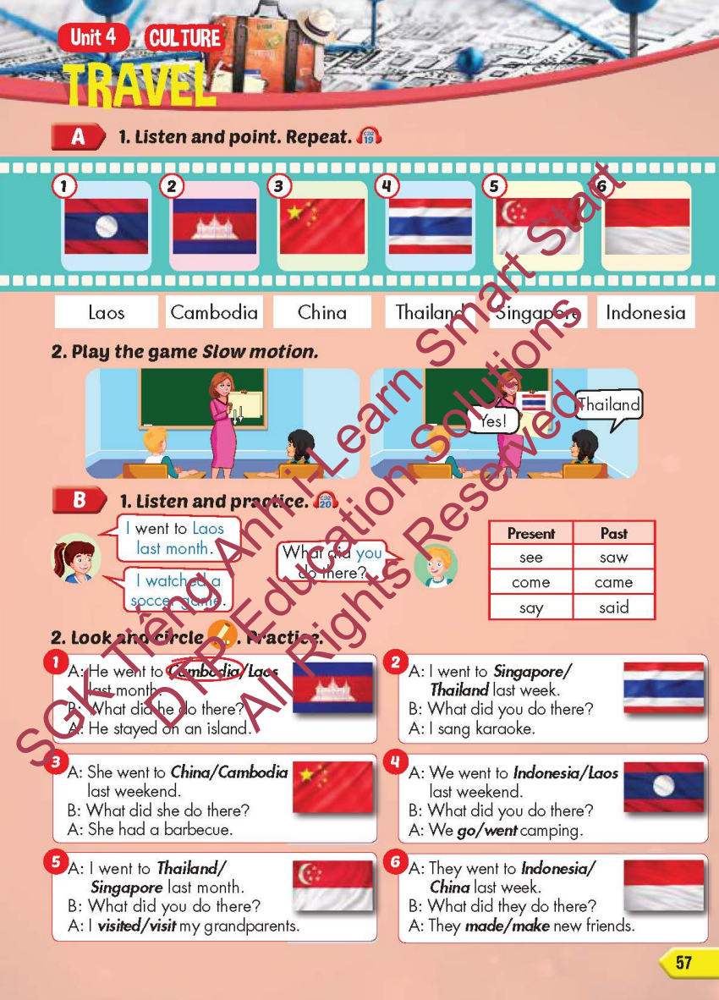 Unit 4
CULTURE
TRAVEL
A
1. Listen and point. Repeat.
CD2
19
1
2
3
4
5
6
Laos
Cambodia
China
Thailand
Singapore
Indonesia
2. Play the game Slow motion.
Yes!
Thailand
B
1. Listen and practice.
CD2
20
I went to Laos
last month.
What did you
do there?
I watched a
soccer game.
Present Past
see saw
come came
say said
2. Look and circle. Practice.
1
A: He went to Cambodia/Laos
last month.
B: What did he do there?
A: He stayed on an island.
2
A: I went to Singapore/
Thailand last week.
B: What did you do there?
A: I sang karaoke.
3
A: She went to China/Cambodia
last weekend.
B: What did she do there?
A: She had a barbecue.
4
A: We went to Indonesia/Laos
last weekend.
B: What did you do there?
A: We go/went camping.
5
A: I went to Thailand/
Singapore last month.
B: What did you do there?
A: I visited/visit my grandparents.
6
A: They went to Indonesia/
China last week.
B: What did they do there?
A: They made/make new friends.
57
SGK Tiếng Anh i-Learn Smart Start
DTP Education Solutions
All Rights Reserved